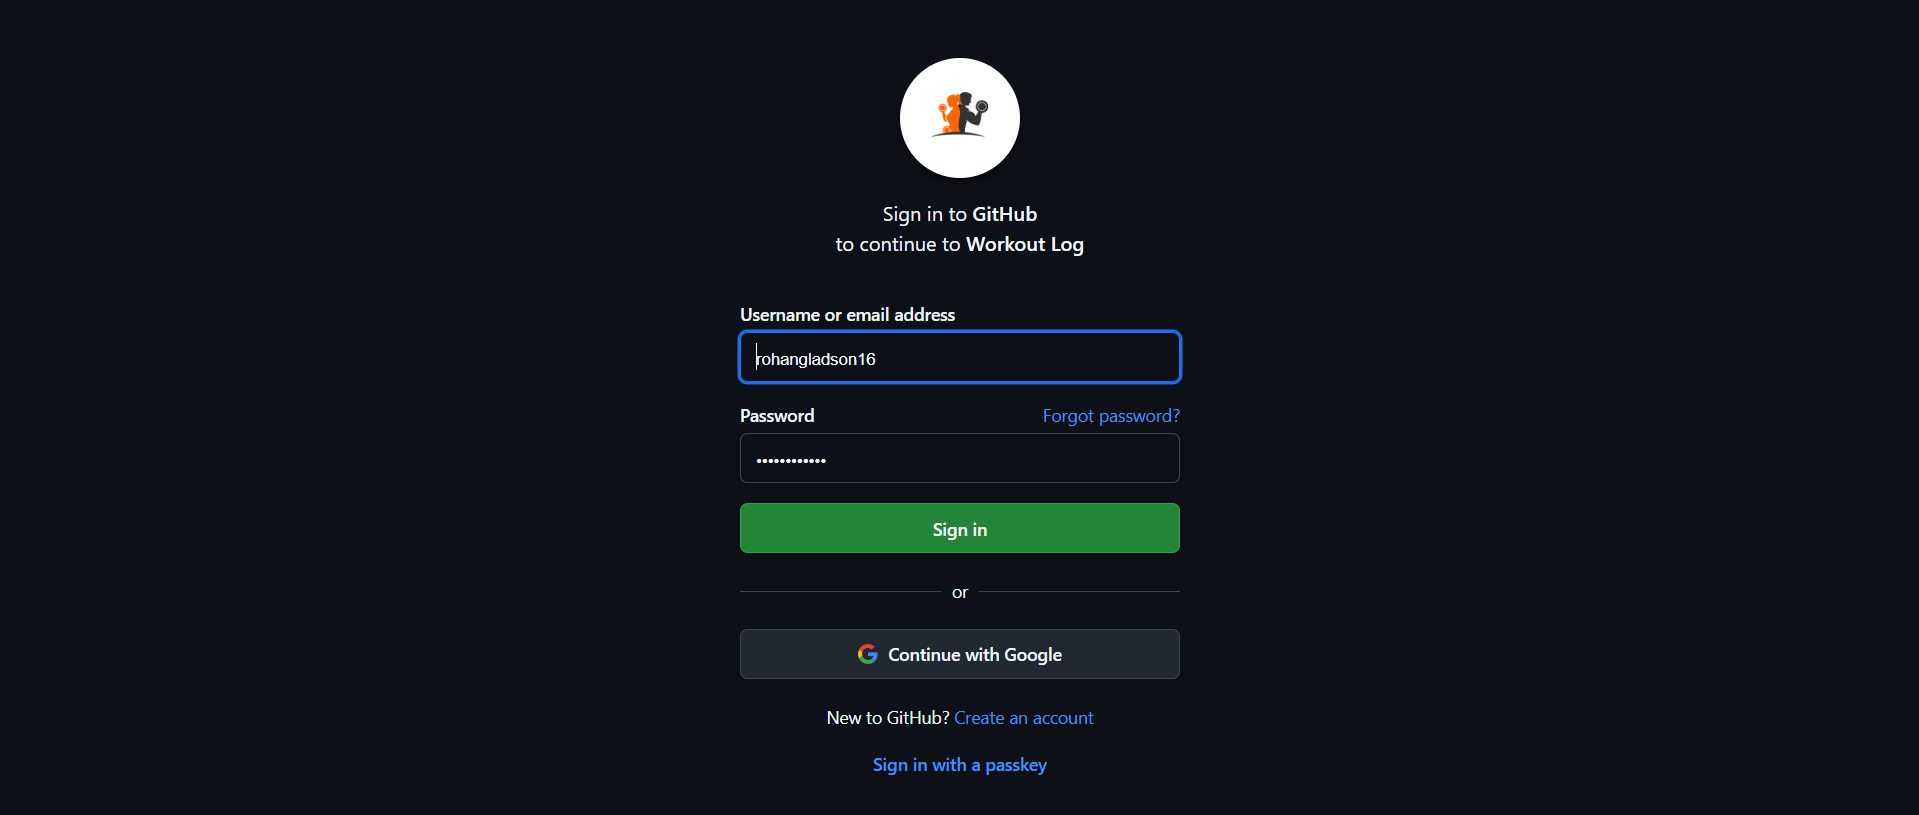 Sign in to GitHub
to continue to Workout Log
Username or email address
rohangladson16
Password Forgot password?
••••••••••••
Sign in
or
Continue with Google
New to GitHub? Create an account
Sign in with a passkey